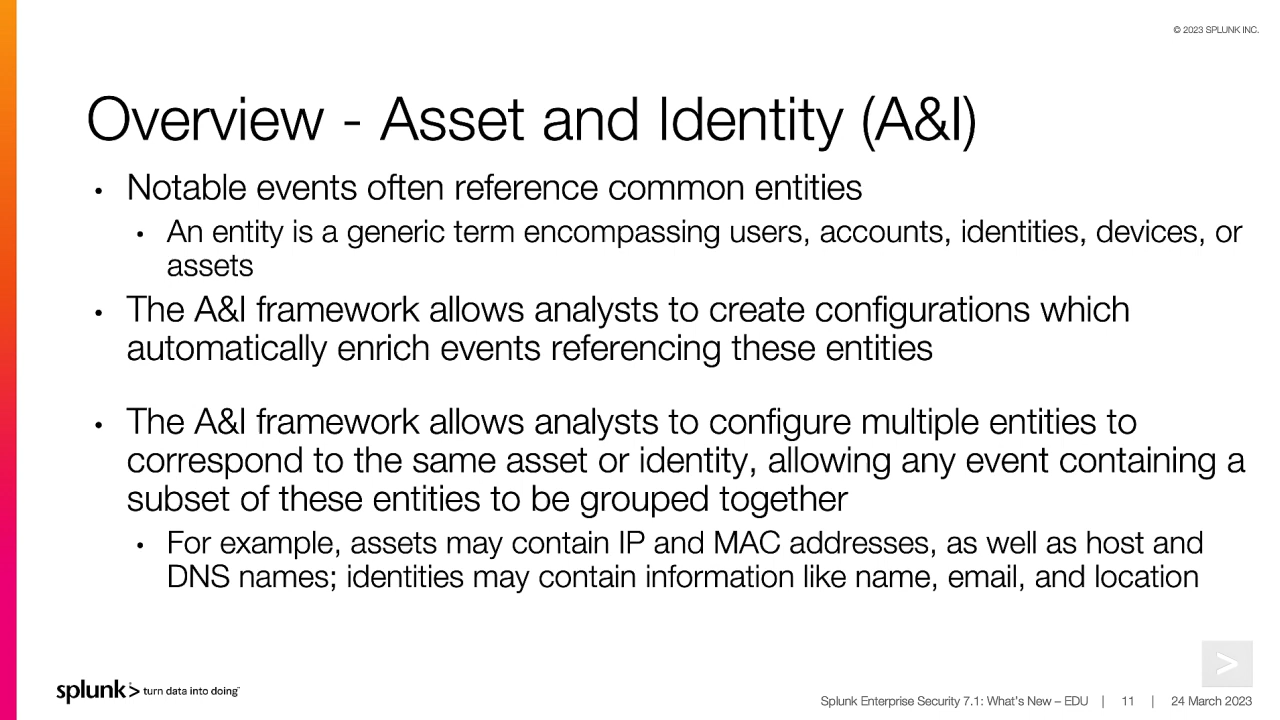 © 2023 SPLUNK INC.
Overview - Asset and Identity (A&I)
• Notable events often reference common entities
• An entity is a generic term encompassing users, accounts, identities, devices, or
assets
• The A&I framework allows analysts to create configurations which
automatically enrich events referencing these entities
• The A&I framework allows analysts to configure multiple entities to
correspond to the same asset or identity, allowing any event containing a
subset of these entities to be grouped together
• For example, assets may contain IP and MAC addresses, as well as host and
DNS names; identities may contain information like name, email, and location
>
splunk> turn data into doing™
Splunk Enterprise Security 7.1: What's New – EDU | 11 | 24 March 2023